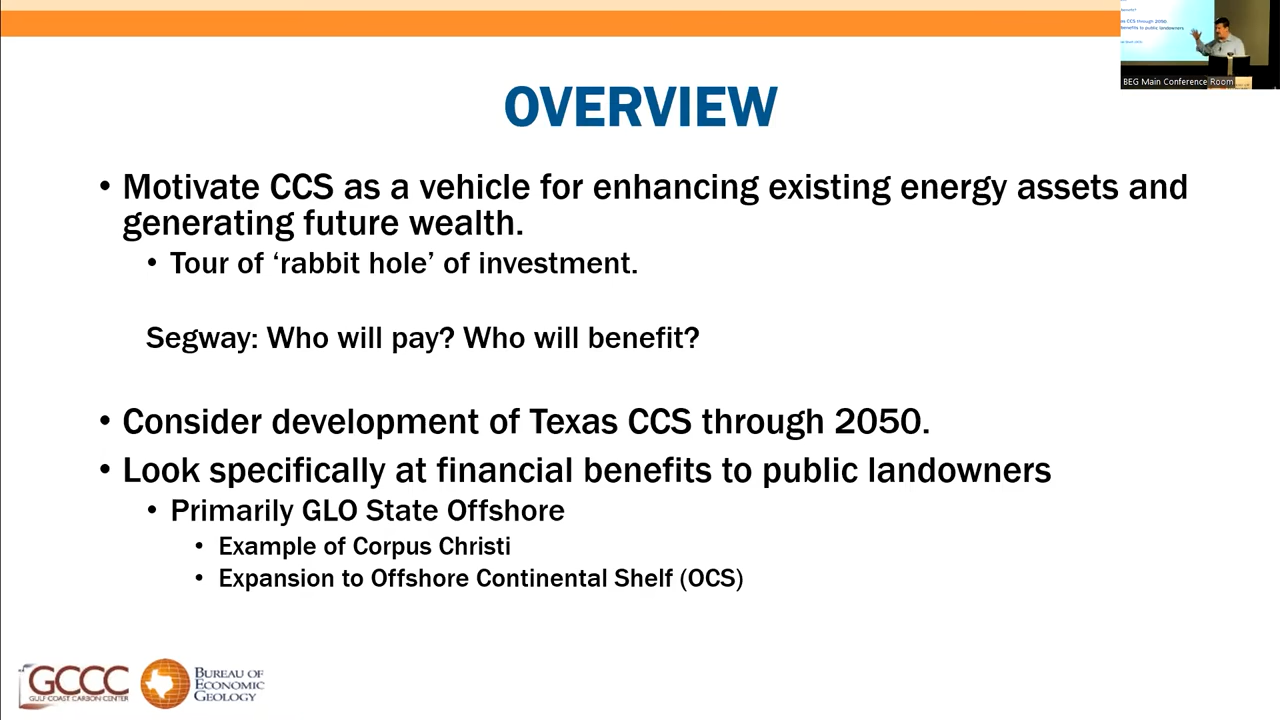 BEG Main Conference Room
OVERVIEW
• Motivate CCS as a vehicle for enhancing existing energy assets and
generating future wealth.
• Tour of ‘rabbit hole’ of investment.
Segway: Who will pay? Who will benefit?
• Consider development of Texas CCS through 2050.
• Look specifically at financial benefits to public landowners
• Primarily GLO State Offshore
• Example of Corpus Christi
• Expansion to Offshore Continental Shelf (OCS)
GCCC
GULF COAST CARBON CENTER
BUREAU OF
ECONOMIC
GEOLOGY